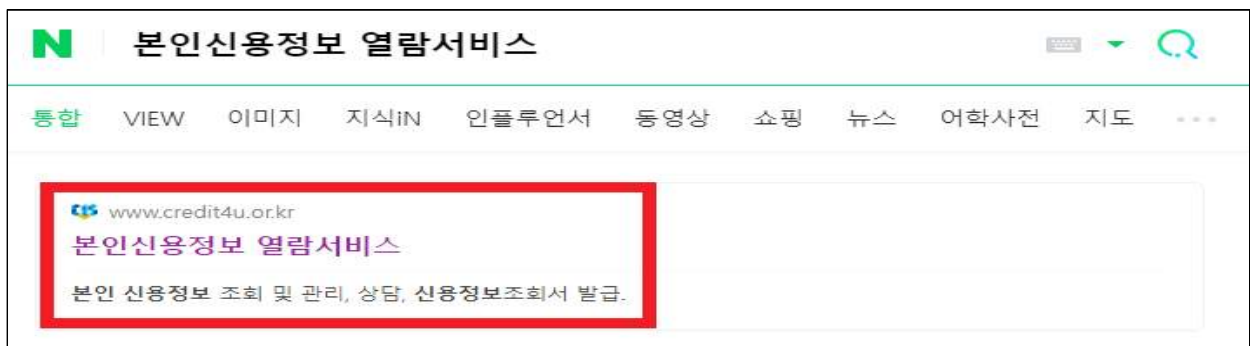 N 본인신용정보 열람서비스
통합 VIEW 이미지 지식iN 인플루언서 동영상 쇼핑 뉴스 어학사전 지도
www.credit4u.or.kr
본인신용정보 열람서비스
본인 신용정보 조회 및 관리, 상담, 신용정보조회서 발급.